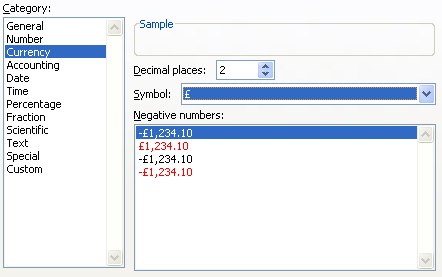 Category:
General
Number
Currency
Accounting
Date
Time
Percentage
Fraction
Scientific
Text
Special
Custom
Sample
Decimal places: 2
Symbol: £
Negative numbers:
-£1,234.10
£1,234.10
-£1,234.10
-£1,234.10